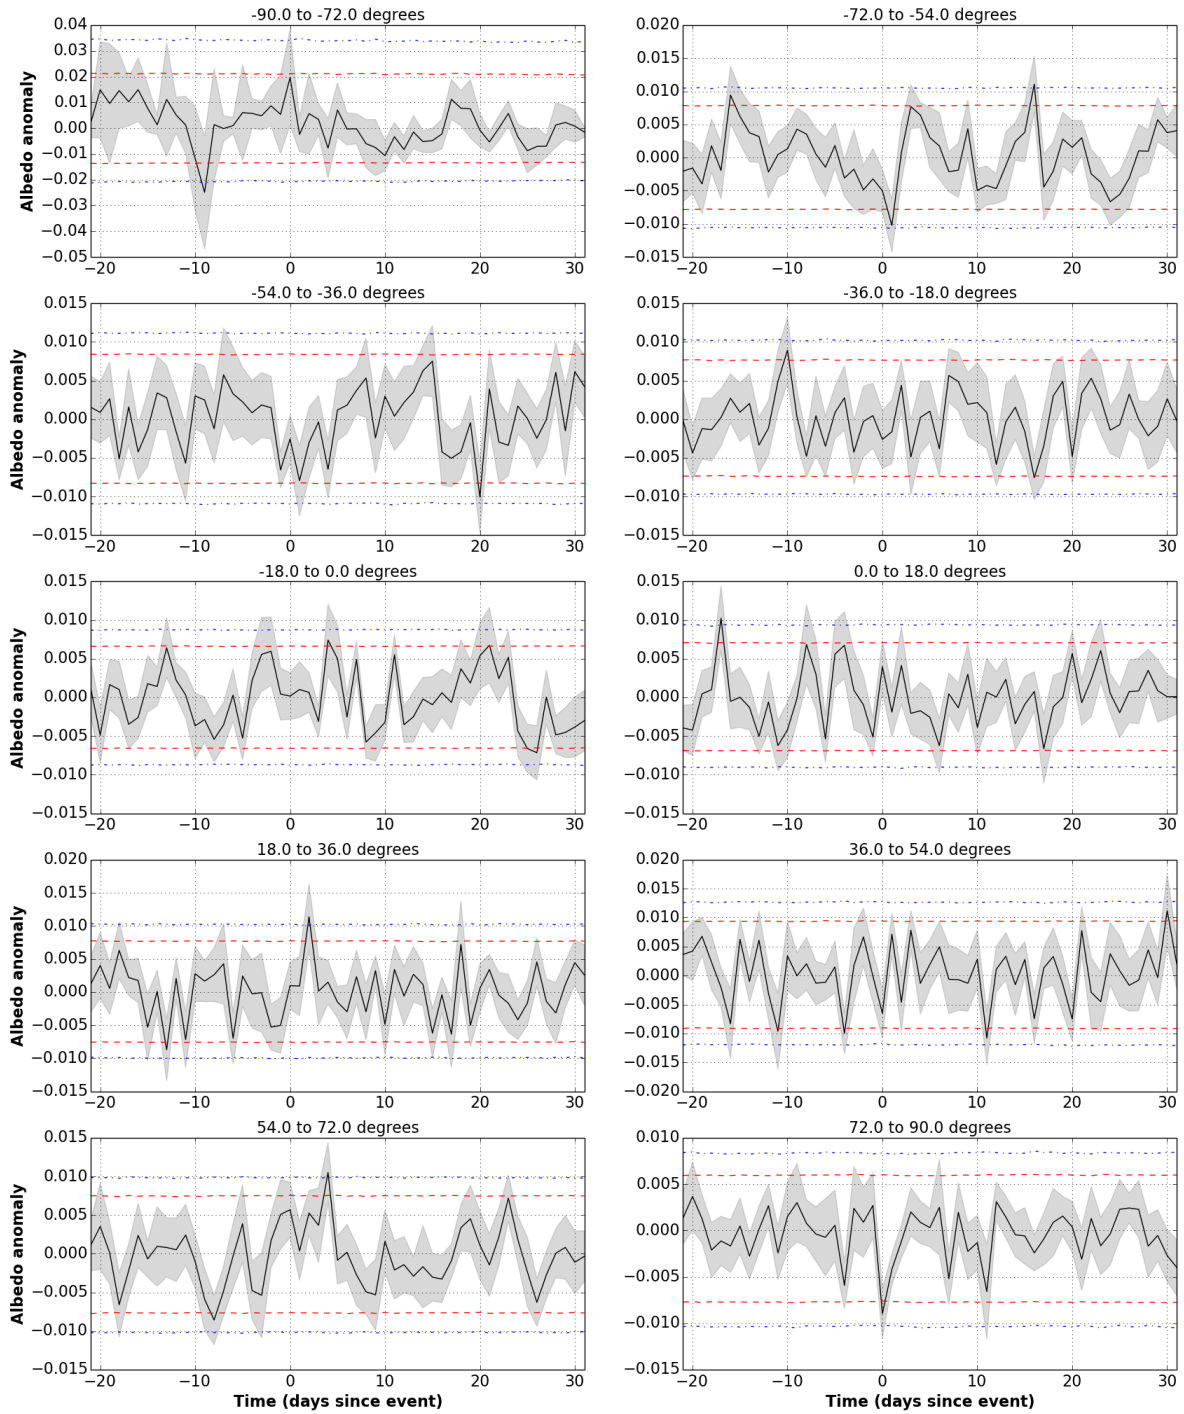 -90.0 to -72.0 degrees
Albedo anomaly
0.04
0.03
0.02
0.01
0.00
−0.01
−0.02
−0.03
−0.04
−0.05
−20 −10 0 10 20 30
-72.0 to -54.0 degrees
0.020
0.015
0.010
0.005
0.000
−0.005
−0.010
−0.015
−20 −10 0 10 20 30
-54.0 to -36.0 degrees
Albedo anomaly
0.015
0.010
0.005
0.000
−0.005
−0.010
−0.015
−20 −10 0 10 20 30
-36.0 to -18.0 degrees
0.015
0.010
0.005
0.000
−0.005
−0.010
−0.015
−20 −10 0 10 20 30
-18.0 to 0.0 degrees
Albedo anomaly
0.015
0.010
0.005
0.000
−0.005
−0.010
−0.015
−20 −10 0 10 20 30
0.0 to 18.0 degrees
0.015
0.010
0.005
0.000
−0.005
−0.010
−0.015
−20 −10 0 10 20 30
18.0 to 36.0 degrees
Albedo anomaly
0.020
0.015
0.010
0.005
0.000
−0.005
−0.010
−0.015
−20 −10 0 10 20 30
36.0 to 54.0 degrees
0.020
0.015
0.010
0.005
0.000
−0.005
−0.010
−0.015
−0.020
−20 −10 0 10 20 30
54.0 to 72.0 degrees
Albedo anomaly
0.015
0.010
0.005
0.000
−0.005
−0.010
−0.015
−20 −10 0 10 20 30
Time (days since event)
72.0 to 90.0 degrees
0.010
0.005
0.000
−0.005
−0.010
−0.015
−20 −10 0 10 20 30
Time (days since event)